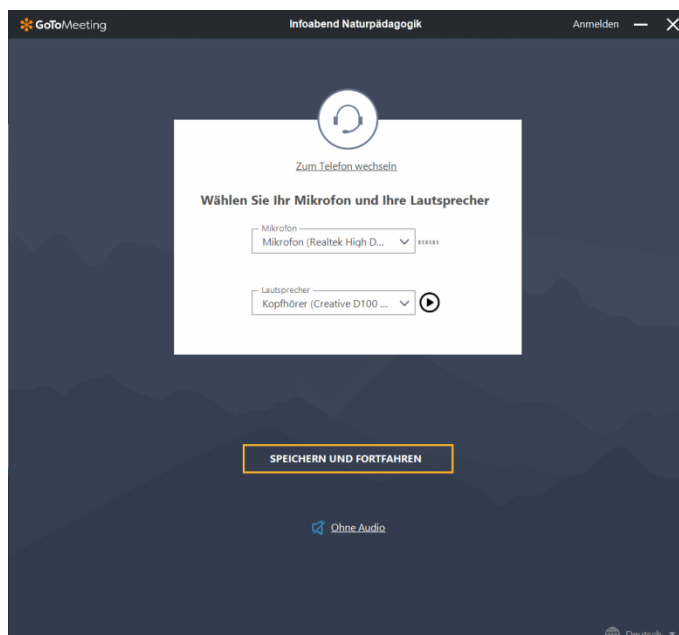 GoToMeeting
Infoabend Naturpädagogik
Anmelden
Zum Telefon wechseln
Wählen Sie Ihr Mikrofon und Ihre Lautsprecher
Mikrofon
Mikrofon (Realtek High D...
Lautsprecher
Kopfhörer (Creative D100 ...
SPEICHERN UND FORTFAHREN
Ohne Audio
Deutsch